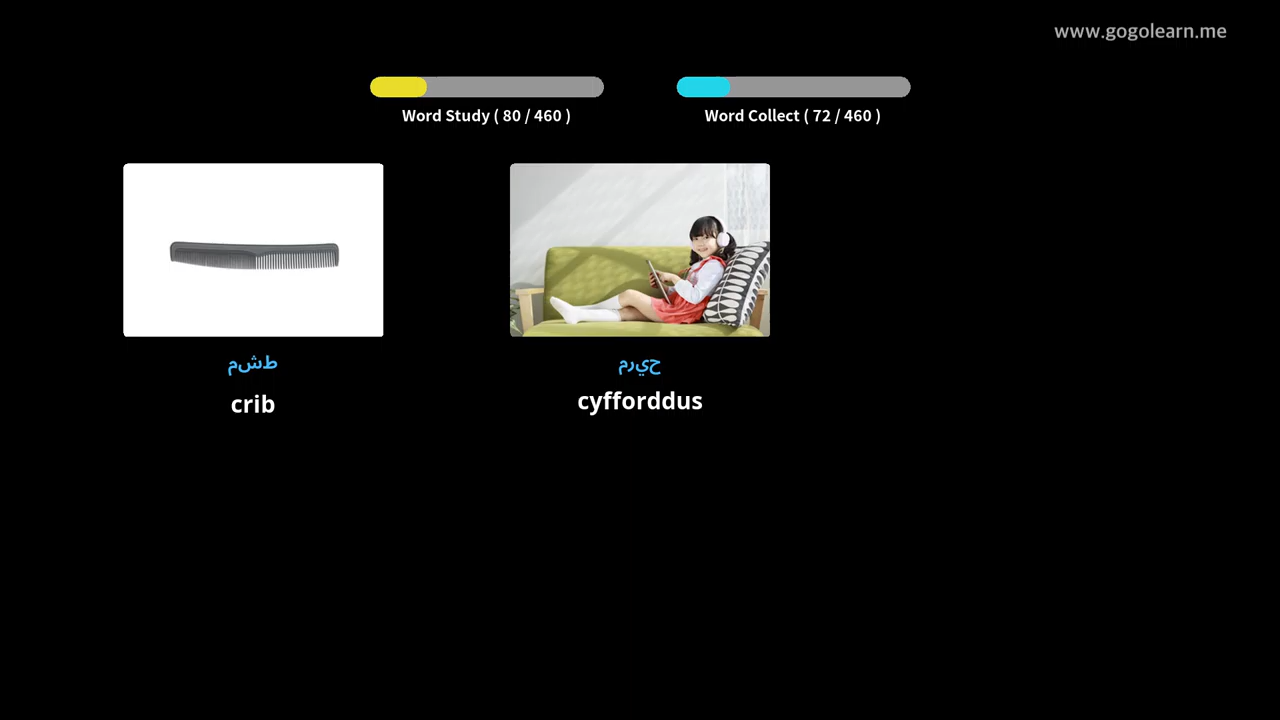 www.gogolearn.me
Word Study ( 80 / 460 )
Word Collect ( 72 / 460 )
مشط
crib
مريح
cyfforddus